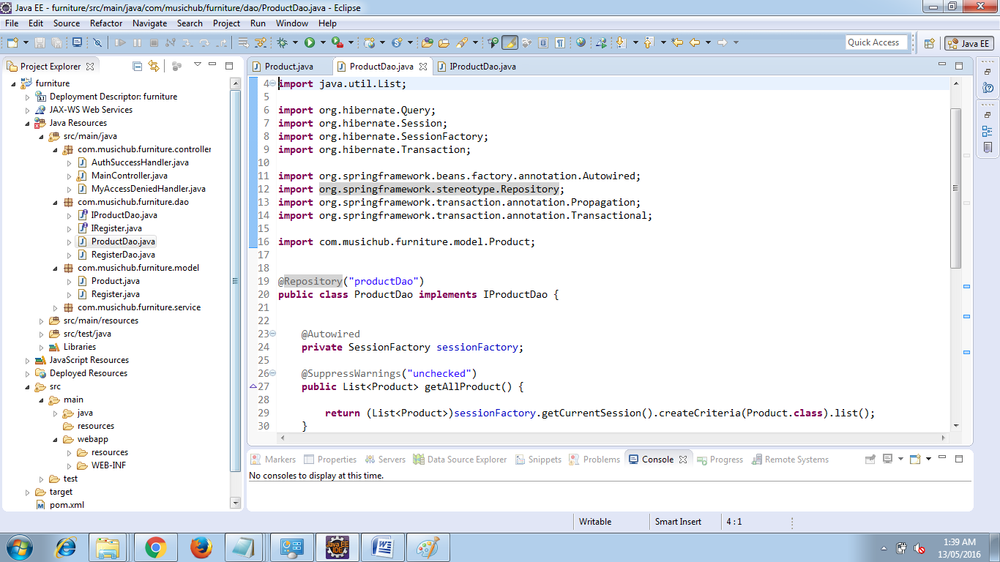 Java EE - furniture/src/main/java/com/musichub/furniture/dao/ProductDao.java - Eclipse
File Edit Source Refactor Navigate Search Project Run Window Help
Quick Access
Java EE
Project Explorer
furniture
Deployment Descriptor: furniture
JAX-WS Web Services
Java Resources
src/main/java
com.musichub.furniture.controller
AuthSuccessHandler.java
MainController.java
MyAccessDeniedHandler.java
com.musichub.furniture.dao
IProductDao.java
IRegister.java
ProductDao.java
RegisterDao.java
com.musichub.furniture.model
Product.java
Register.java
com.musichub.furniture.service
src/main/resources
src/test/java
Libraries
JavaScript Resources
Deployed Resources
src
main
java
resources
webapp
resources
WEB-INF
test
target
pom.xml
Product.java ProductDao.java IProductDao.java
4 import java.util.List;
5
6 import org.hibernate.Query;
7 import org.hibernate.Session;
8 import org.hibernate.SessionFactory;
9 import org.hibernate.Transaction;
10
11 import org.springframework.beans.factory.annotation.Autowired;
12 import org.springframework.stereotype.Repository;
13 import org.springframework.transaction.annotation.Propagation;
14 import org.springframework.transaction.annotation.Transactional;
15
16 import com.musichub.furniture.model.Product;
17
18
19 @Repository("productDao")
20 public class ProductDao implements IProductDao {
21
22
23 @Autowired
24 private SessionFactory sessionFactory;
25
26 @SuppressWarnings("unchecked")
27 public List<Product> getAllProduct() {
28
29 return (List<Product>)sessionFactory.getCurrentSession().createCriteria(Product.class).list();
30 }
Markers Properties Servers Data Source Explorer Snippets Problems Console Progress Remote Systems
No consoles to display at this time.
Writable Smart Insert 4 : 1
Java EE
IDE
1:39 AM
13/05/2016